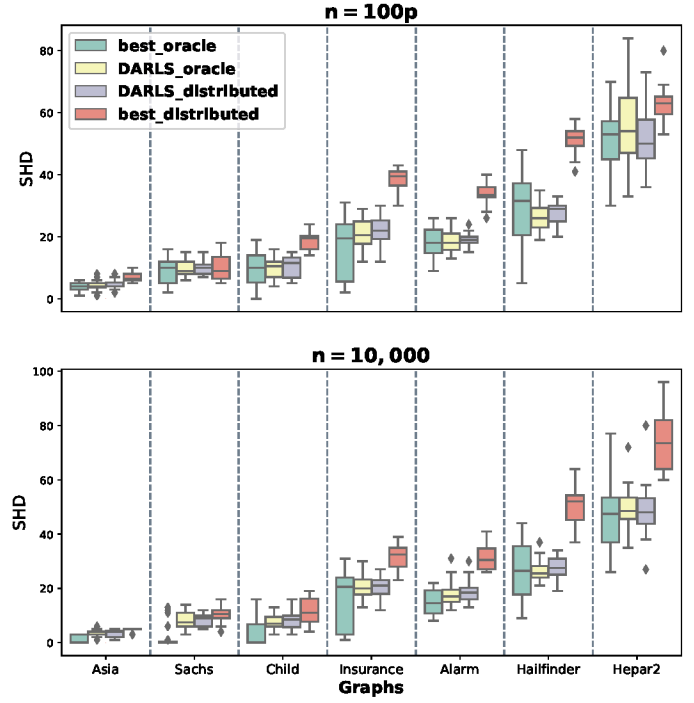 n = 100p
80
60
40
20
0
SHD
best_oracle
DARLS_oracle
DARLS_distributed
best_distributed
n = 10,000
100
80
60
40
20
0
SHD
Asia Sachs Child Insurance Alarm Hailfinder Hepar2
Graphs